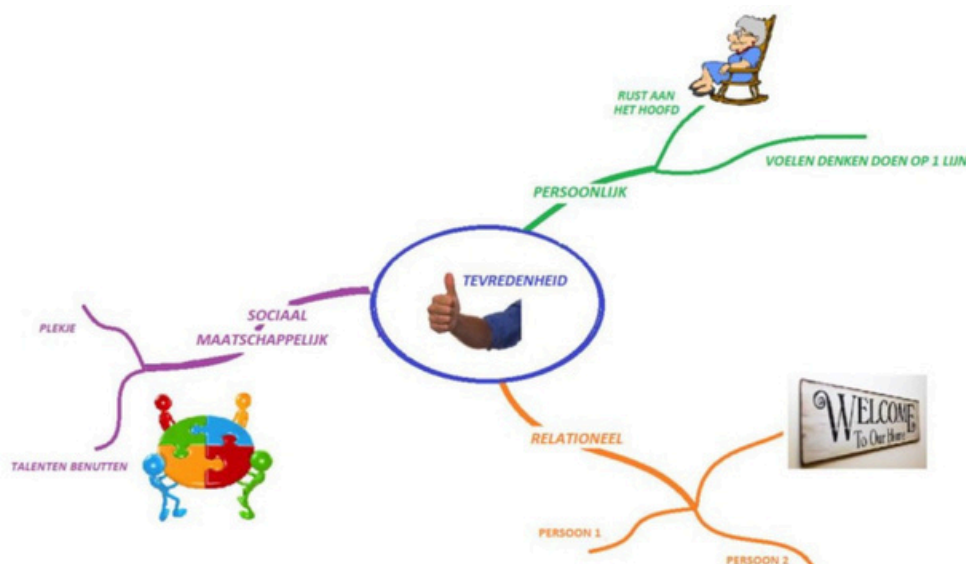 RUST AAN
HET HOOFD
VOELEN DENKEN DOEN OP 1 LIJN
PERSOONLIJK
TEVREDENHEID
SOCIAAL
MAATSCHAPPELIJK
PLEKJE
TALENTEN BENUTTEN
RELATIONEEL
WELCOME
To Our Home
PERSOON 1
PERSOON 2